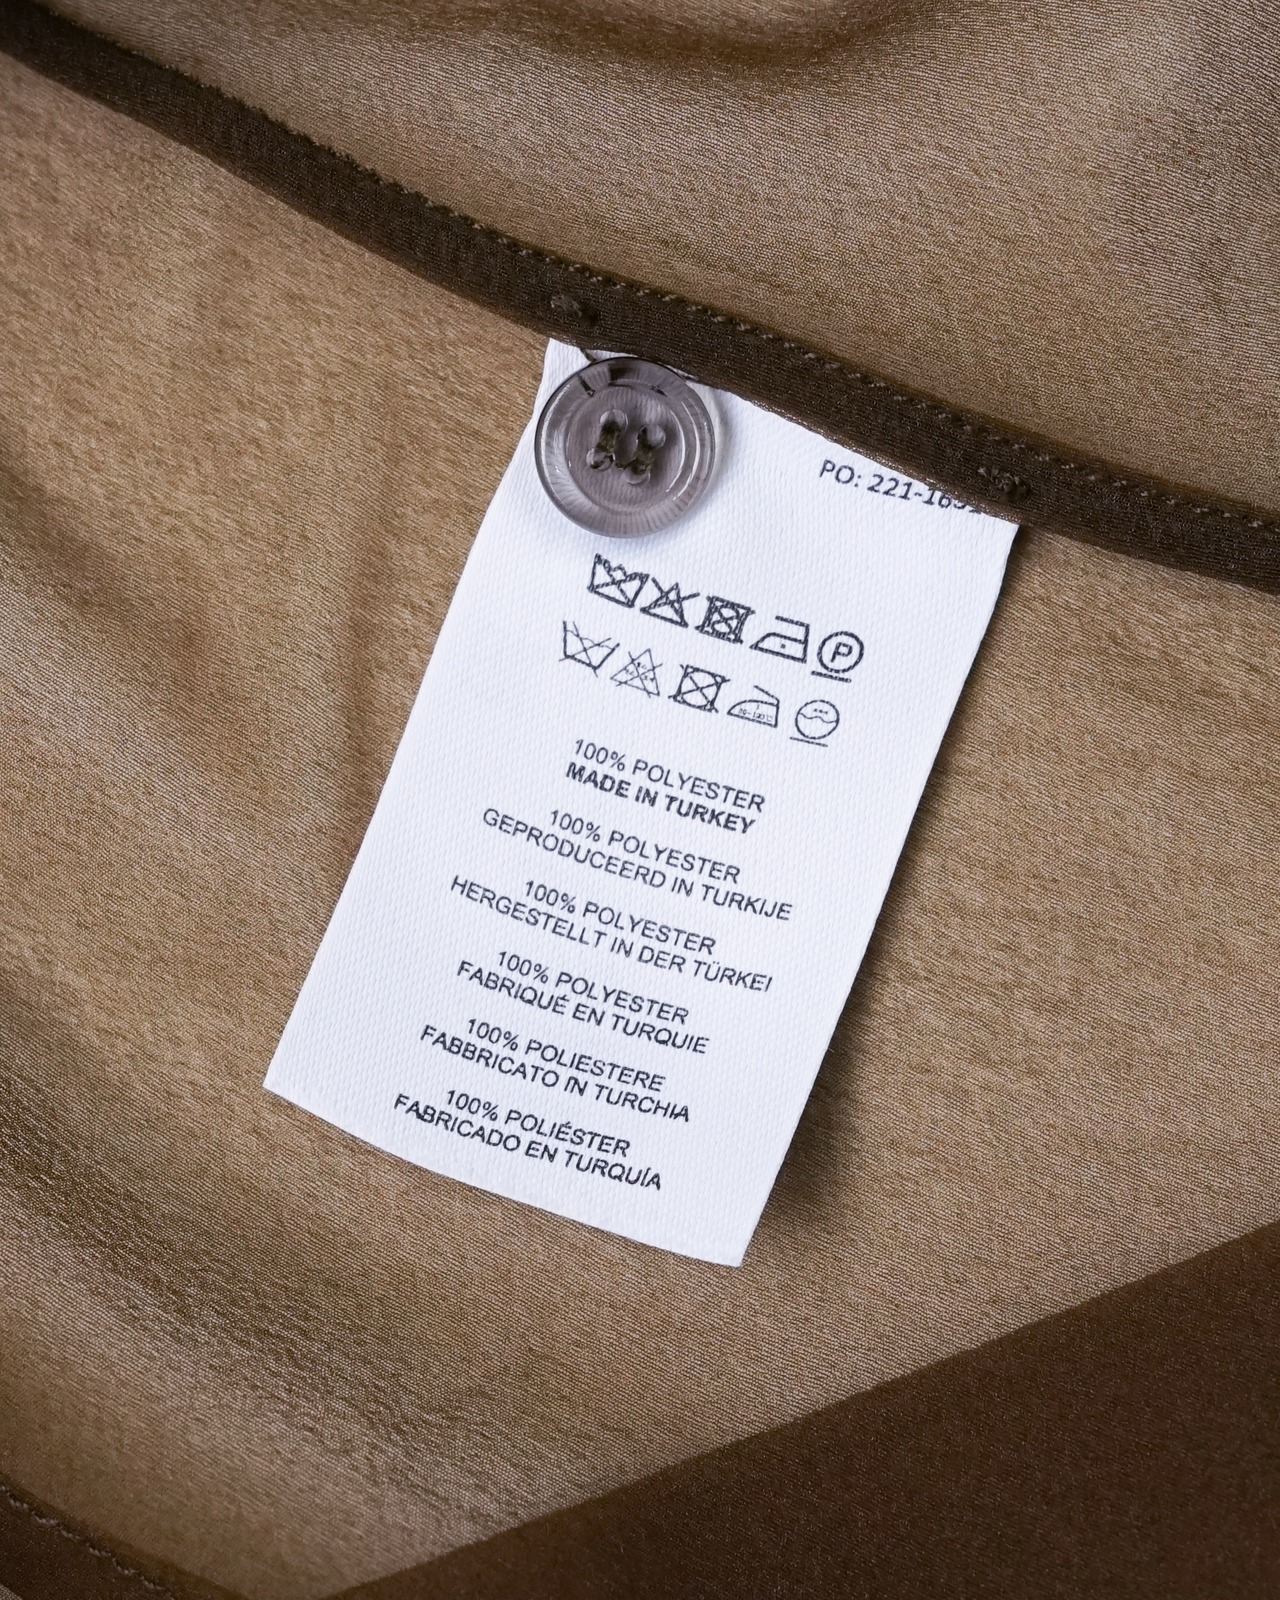 PO: 221-
P
100% POLYESTER
MADE IN TURKEY
100% POLYESTER
GEPRODUCEERD IN TURKIJE
100% POLYESTER
HERGESTELLT IN DER TÜRKEI
100% POLYESTER
FABRIQUÉ EN TURQUIE
100% POLIESTERE
FABBRICATO IN TURCHIA
100% POLIÉSTER
FABRICADO EN TURQUÍA